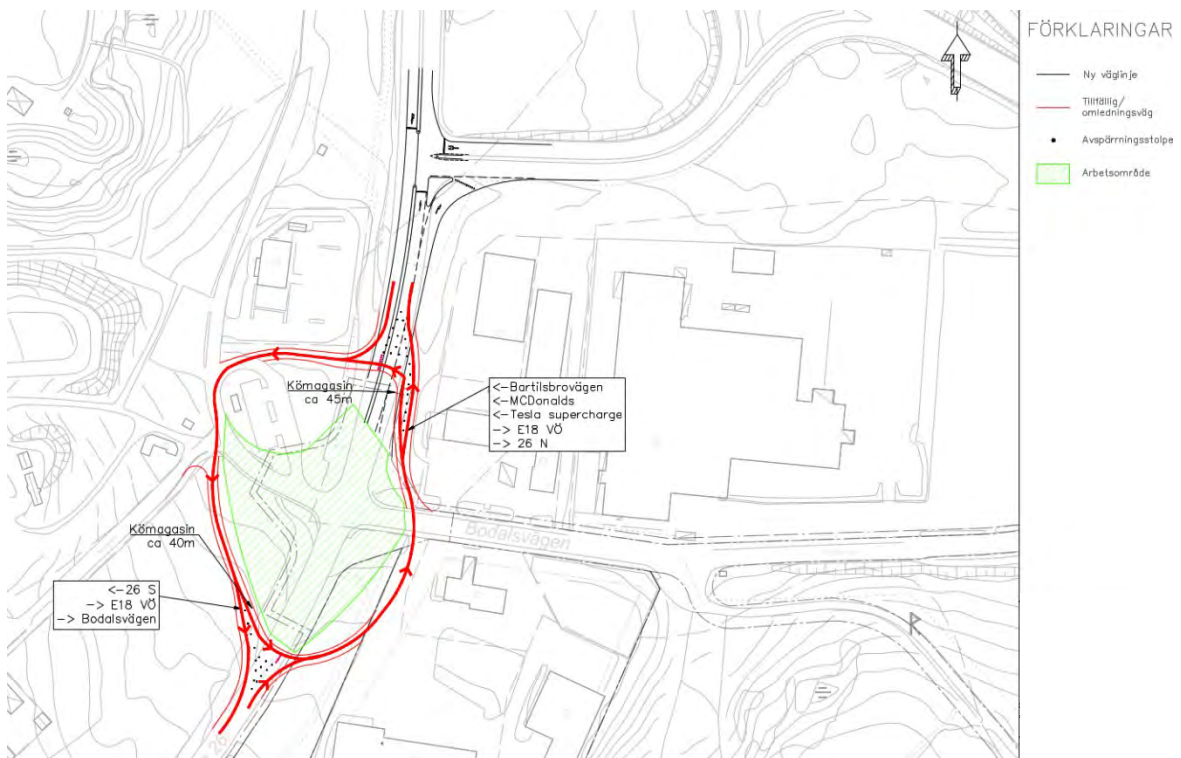 FÖRKLARINGAR
Ny väglinje
Tillfällig/
omledningsväg
Avspärrningsstolpe
Arbetsområde
Kömagasin
ca 45m
<-Bartilsbrovägen
<-MCDonalds
<-Tesla supercharge
-> E18 VÖ
-> 26 N
Kömagasin
ca 40m
<-26 S
-> E18 VÖ
-> Bodalsvägen
Bodalsvägen
R